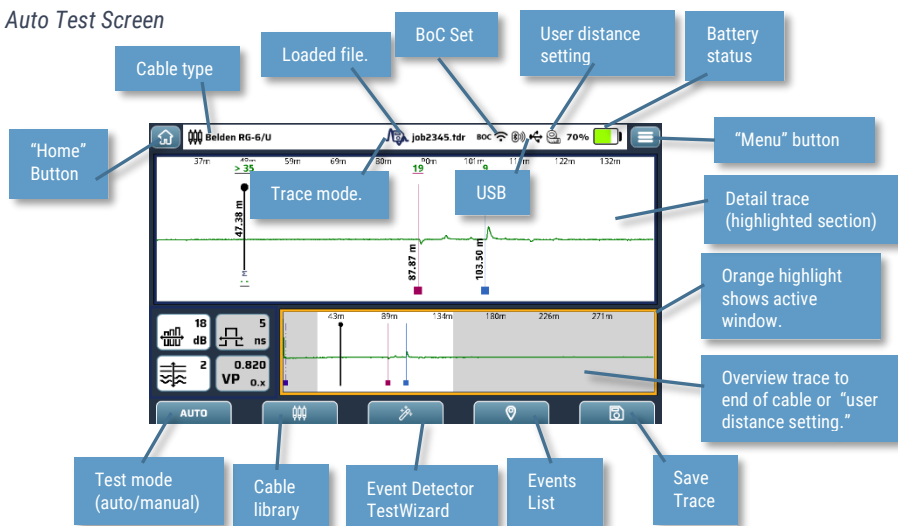 Auto Test Screen
Cable type
Loaded file.
BoC Set
User distance
setting
Battery
status
"Home"
Button
Belden RG-6/U
job2345.tdr
BOC
70%
"Menu" button
37m
59m
69m
80m
90m
101m
122m
132m
> 35
19
9
Trace mode.
USB
47.38 m
87.87 m
103.50 m
Detail trace
(highlighted section)
Orange highlight
shows active
window.
43m
89m
134m
180m
226m
271m
18
dB
5
ns
2
0.820
VP 0.x
Overview trace to
end of cable or “user
distance setting.”
AUTO
Test mode
(auto/manual)
Cable
library
Event Detector
TestWizard
Events
List
Save
Trace